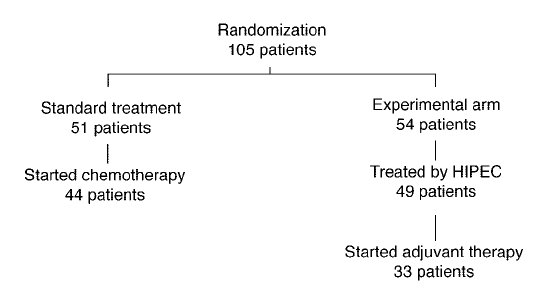 Randomization
105 patients
Standard treatment
51 patients
Started chemotherapy
44 patients
Experimental arm
54 patients
Treated by HIPEC
49 patients
Started adjuvant therapy
33 patients